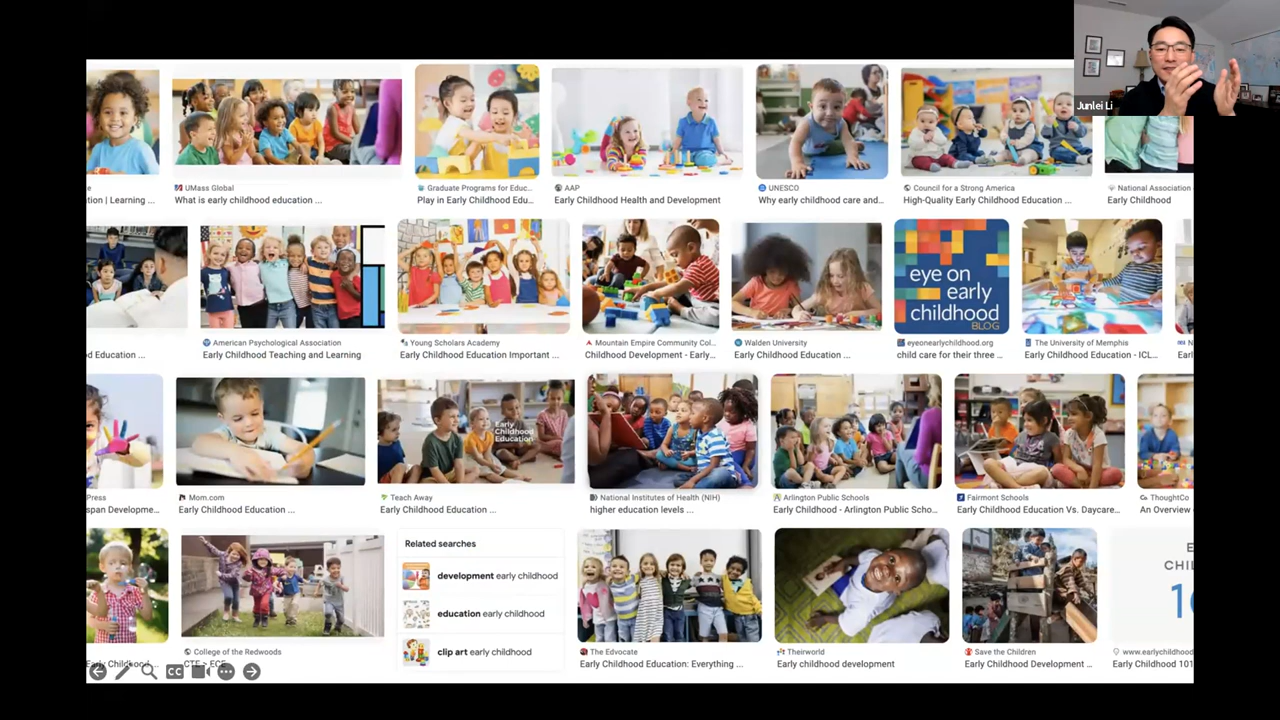 Junlei Li
UMass Global
Graduate Programs for Educ...
AAP
UNESCO
Council for a Strong America
National Association
tion | Learning ...
What is early childhood education ...
Play in Early Childhood Edu...
Early Childhood Health and Development
Why early childhood care and...
High-Quality Early Childhood Education ...
Early Childhood
eye on
early
childhood
BLOG
American Psychological Association
Young Scholars Academy
Mountain Empire Community Col...
Walden University
eyeonearlychildhood.org
The University of Memphis
d Education ...
Early Childhood Teaching and Learning
Early Childhood Education Important ...
Childhood Development - Early...
Early Childhood Education ...
child care for their three ...
Early Childhood Education - ICL...
Early
Childhood
Education
Press
Mom.com
Teach Away
National Institutes of Health (NIH)
Arlington Public Schools
Fairmont Schools
ThoughtCo
span Developme...
Early Childhood Education ...
Early Childhood Education ...
higher education levels ...
Early Childhood - Arlington Public Scho...
Early Childhood Education Vs. Daycare...
An Overview
Related searches
development early childhood
education early childhood
clip art early childhood
College of the Redwoods
The Educate
Theirworld
Save the Children
www.earlychildhood
CTE > ECE
Early Childhood Education: Everything ...
Early childhood development
Early Childhood Development ...
Early Childhood 101
CC